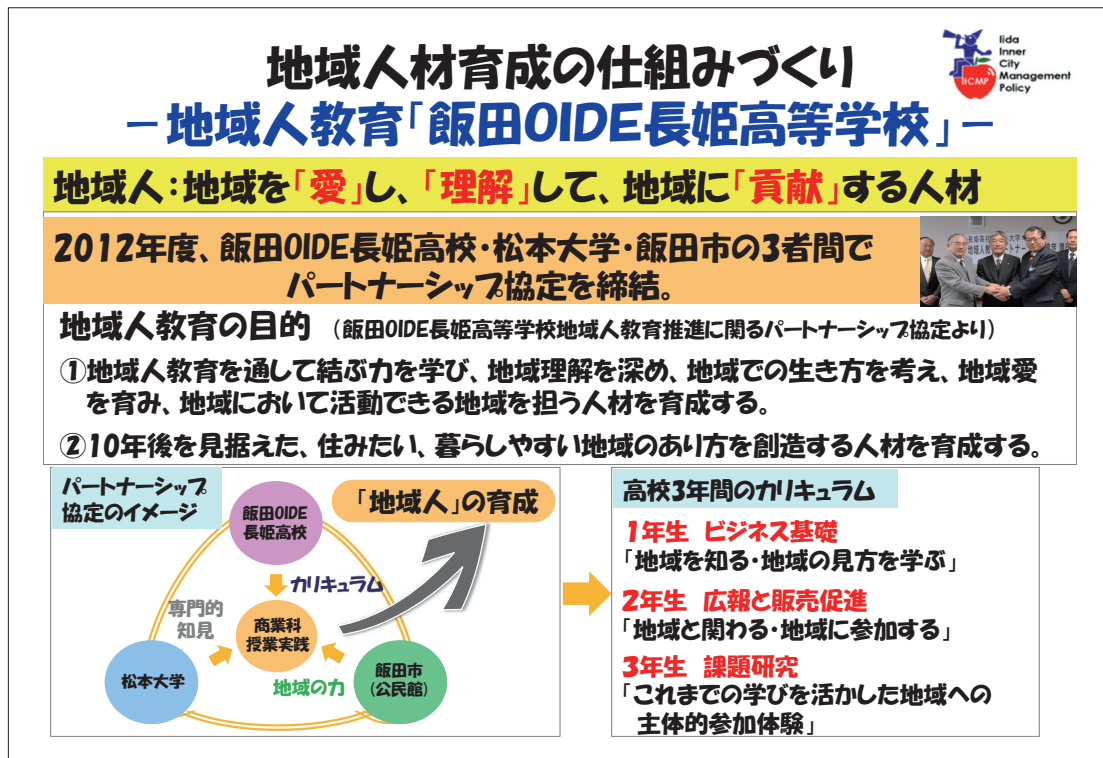 地域人材育成の仕組みづくり
Iida
Inner
City
Management
Policy
IICMP
－地域人教育「飯田OIDE長姫高等学校」－
地域人：地域を「愛」し、「理解」して、地域に「貢献」する人材
2012年度、飯田OIDE長姫高校・松本大学・飯田市の3者間で
パートナーシップ協定を締結。
地域人教育の目的 （飯田OIDE長姫高等学校地域人教育推進に関るパートナーシップ協定より）
①地域人教育を通して結ぶ力を学び、地域理解を深め、地域での生き方を考え、地域愛
を育み、地域において活動できる地域を担う人材を育成する。
②10年後を見据えた、住みたい、暮らしやすい地域のあり方を創造する人材を育成する。
パートナーシップ
協定のイメージ
飯田OIDE
長姫高校
「地域人」の育成
カリキュラム
専門的
知見
商業科
授業実践
松本大学
地域の力
飯田市
（公民館）
高校3年間のカリキュラム
1年生 ビジネス基礎
「地域を知る・地域の見方を学ぶ」
2年生 広報と販売促進
「地域と関わる・地域に参加する」
3年生 課題研究
「これまでの学びを活かした地域への
主体的参加体験」